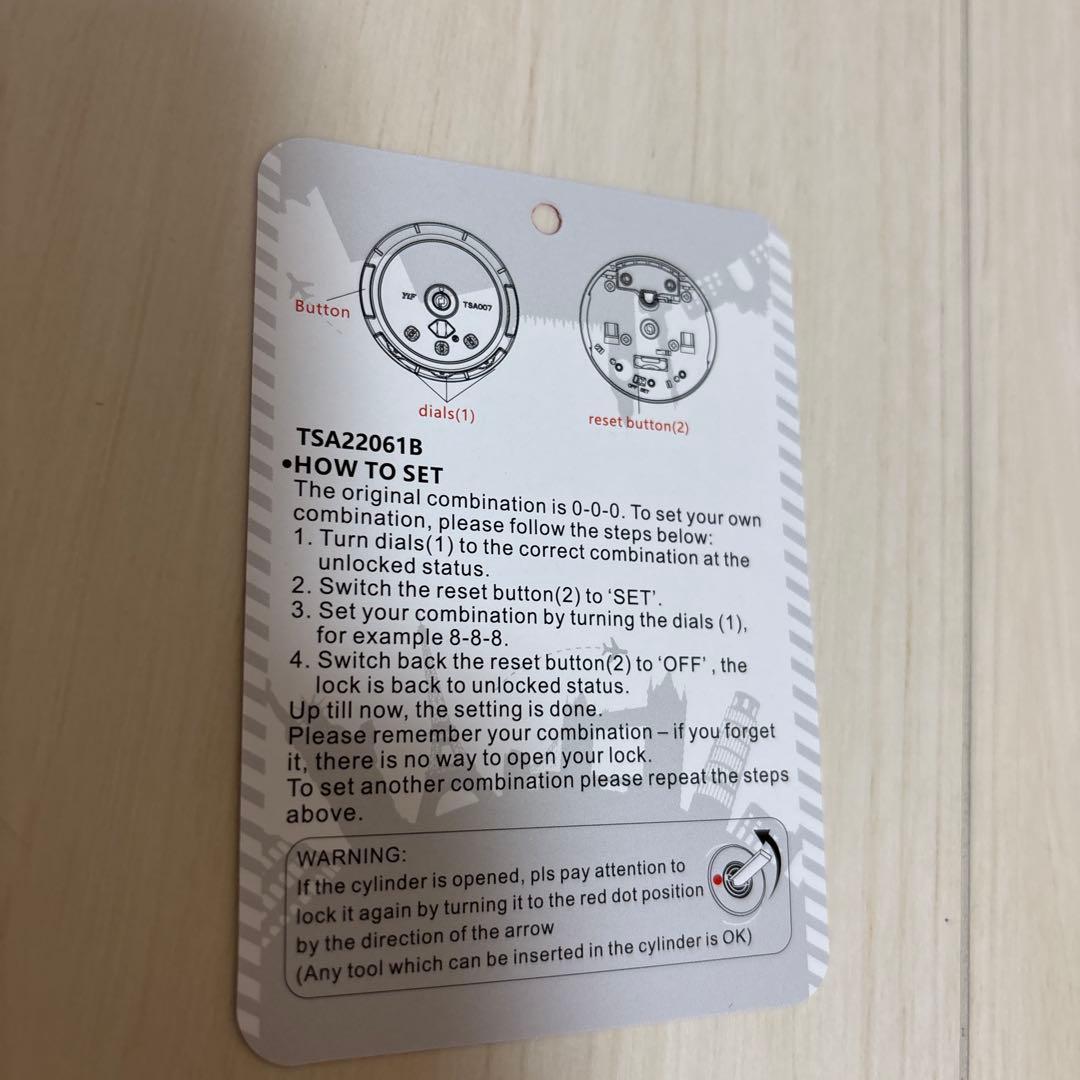 YIF
TSA007
Button
dials(1)
OFF SET
reset button(2)
TSA22061B
•HOW TO SET
The original combination is 0-0-0. To set your own
combination, please follow the steps below:
1. Turn dials(1) to the correct combination at the
unlocked status.
2. Switch the reset button(2) to ‘SET’.
3. Set your combination by turning the dials (1),
for example 8-8-8.
4. Switch back the reset button(2) to ‘OFF’ , the
lock is back to unlocked status.
Up till now, the setting is done.
Please remember your combination – if you forget
it, there is no way to open your lock.
To set another combination please repeat the steps
above.
WARNING:
If the cylinder is opened, pls pay attention to
lock it again by turning it to the red dot position
by the direction of the arrow
(Any tool which can be inserted in the cylinder is OK)